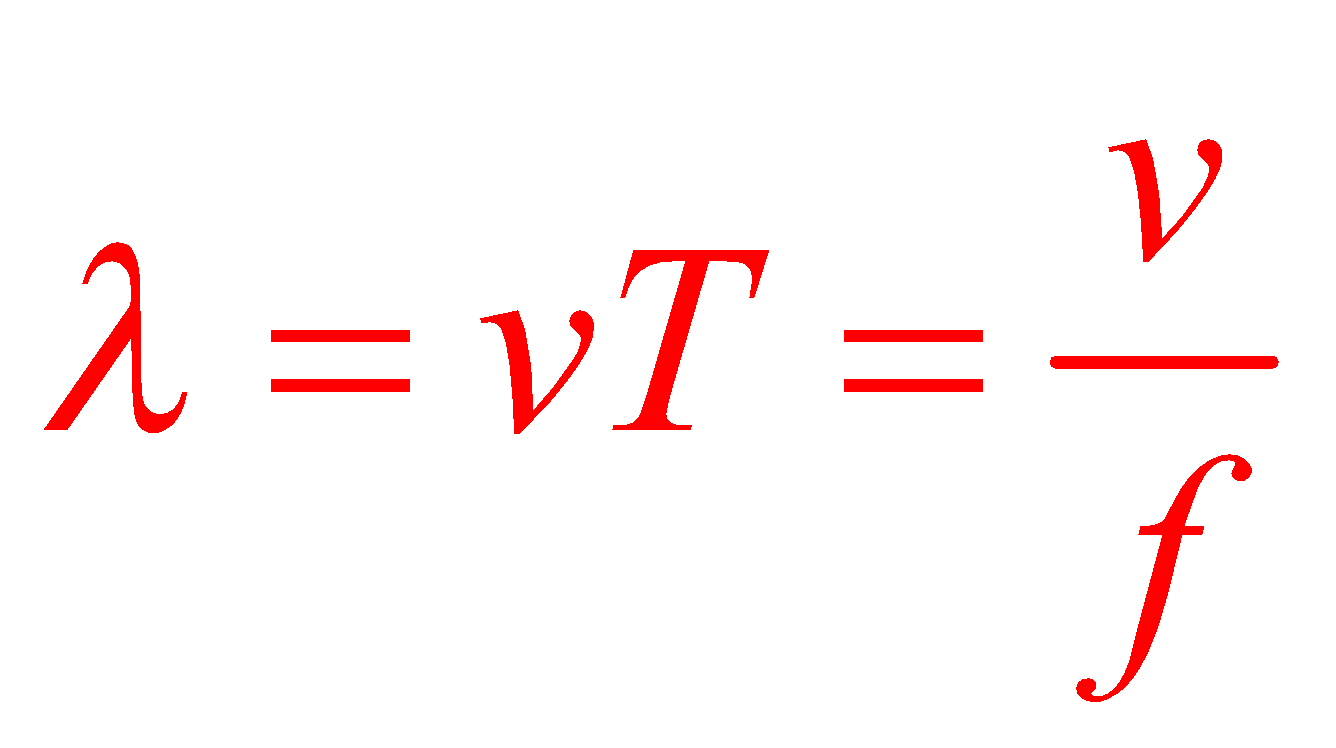 λ = vT = v/f